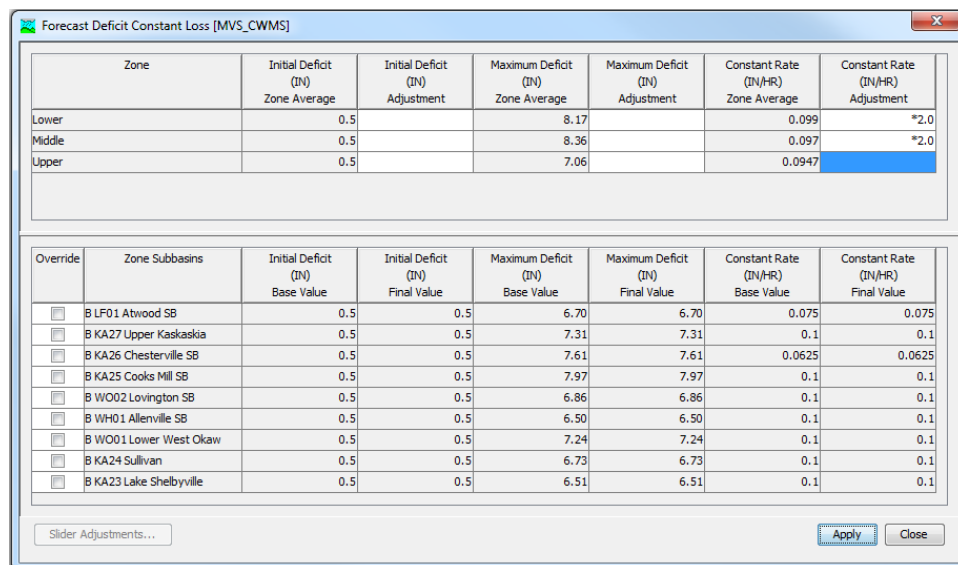 Forecast Deficit Constant Loss [MVS_CWMS]
Zone Initial Deficit Initial Deficit Maximum Deficit Maximum Deficit Constant Rate Constant Rate
(IN) (IN) (IN) (IN) (IN/HR) (IN/HR)
Zone Average Adjustment Zone Average Adjustment Zone Average Adjustment
Lower 0.5 8.17 0.099 *2.0
Middle 0.5 8.36 0.097 *2.0
Upper 0.5 7.06 0.0947
Override Zone Subbasins Initial Deficit Initial Deficit Maximum Deficit Maximum Deficit Constant Rate Constant Rate
(IN) (IN) (IN) (IN) (IN/HR) (IN/HR)
Base Value Final Value Base Value Final Value Base Value Final Value
B LF01 Atwood SB 0.5 0.5 6.70 6.70 0.075 0.075
B KA27 Upper Kaskaskia 0.5 0.5 7.31 7.31 0.1 0.1
B KA26 Chesterville SB 0.5 0.5 7.61 7.61 0.0625 0.0625
B KA25 Cooks Mill SB 0.5 0.5 7.97 7.97 0.1 0.1
B WO02 Lovington SB 0.5 0.5 6.86 6.86 0.1 0.1
B WH01 Allenville SB 0.5 0.5 6.50 6.50 0.1 0.1
B WO01 Lower West Okaw 0.5 0.5 7.24 7.24 0.1 0.1
B KA24 Sullivan 0.5 0.5 6.73 6.73 0.1 0.1
B KA23 Lake Shelbyville 0.5 0.5 6.51 6.51 0.1 0.1
Slider Adjustments... Apply Close